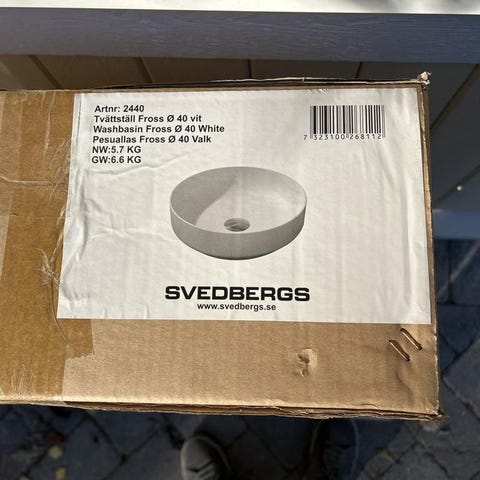 Artnr: 2440
Tvättställ Fross Ø 40 vit
Washbasin Fross Ø 40 White
Pesuallas Fross Ø 40 Valk
NW:5.7 KG
GW:6.6 KG
7 323100 268112
SVEDBERGS
www.svedbergs.se